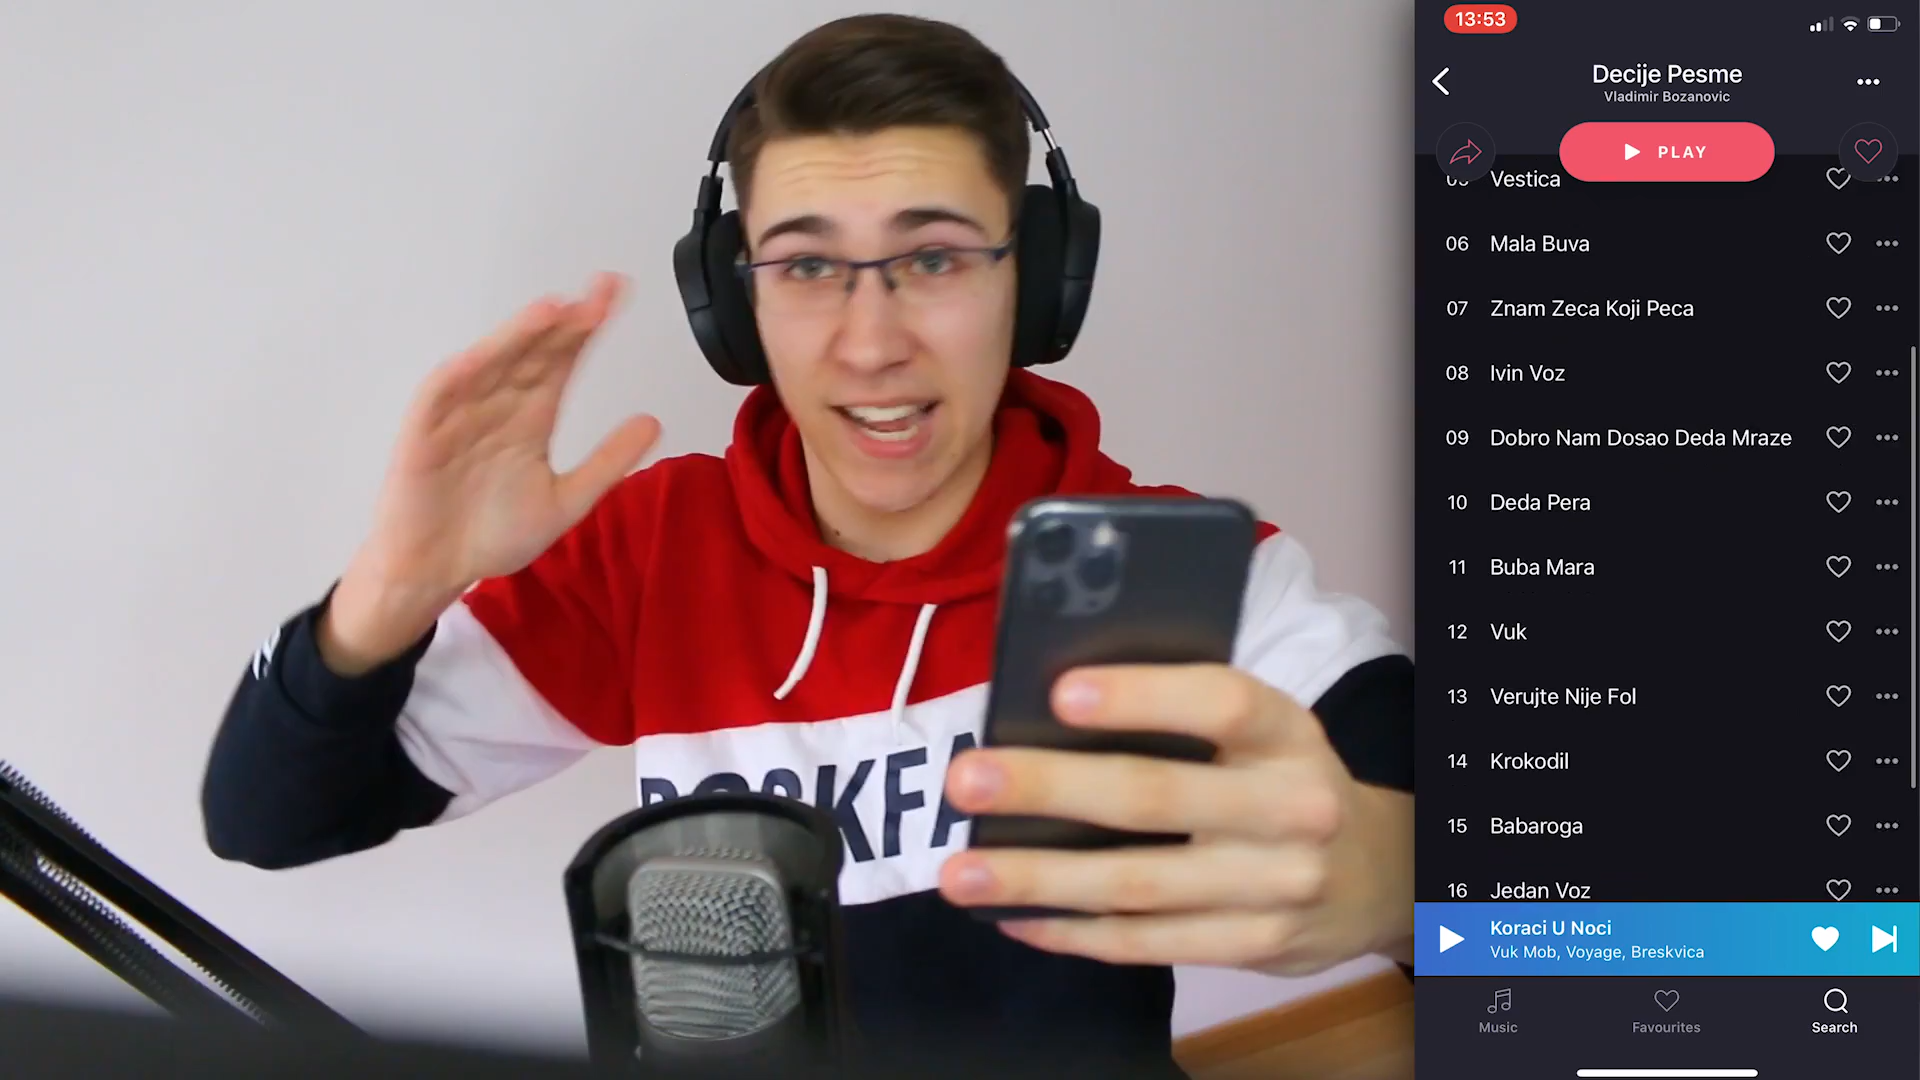 13:53
Decije Pesme
Vladimir Bozanovic
PLAY
Vestica
06 Mala Buva
07 Znam Zeca Koji Peca
08 Ivin Voz
09 Dobro Nam Dosao Deda Mraze
10 Deda Pera
11 Buba Mara
12 Vuk
13 Verujte Nije Fol
14 Krokodil
15 Babaroga
16 Jedan Voz
Koraci U Noci
Vuk Mob, Voyage, Breskvica
Music
Favourites
Search